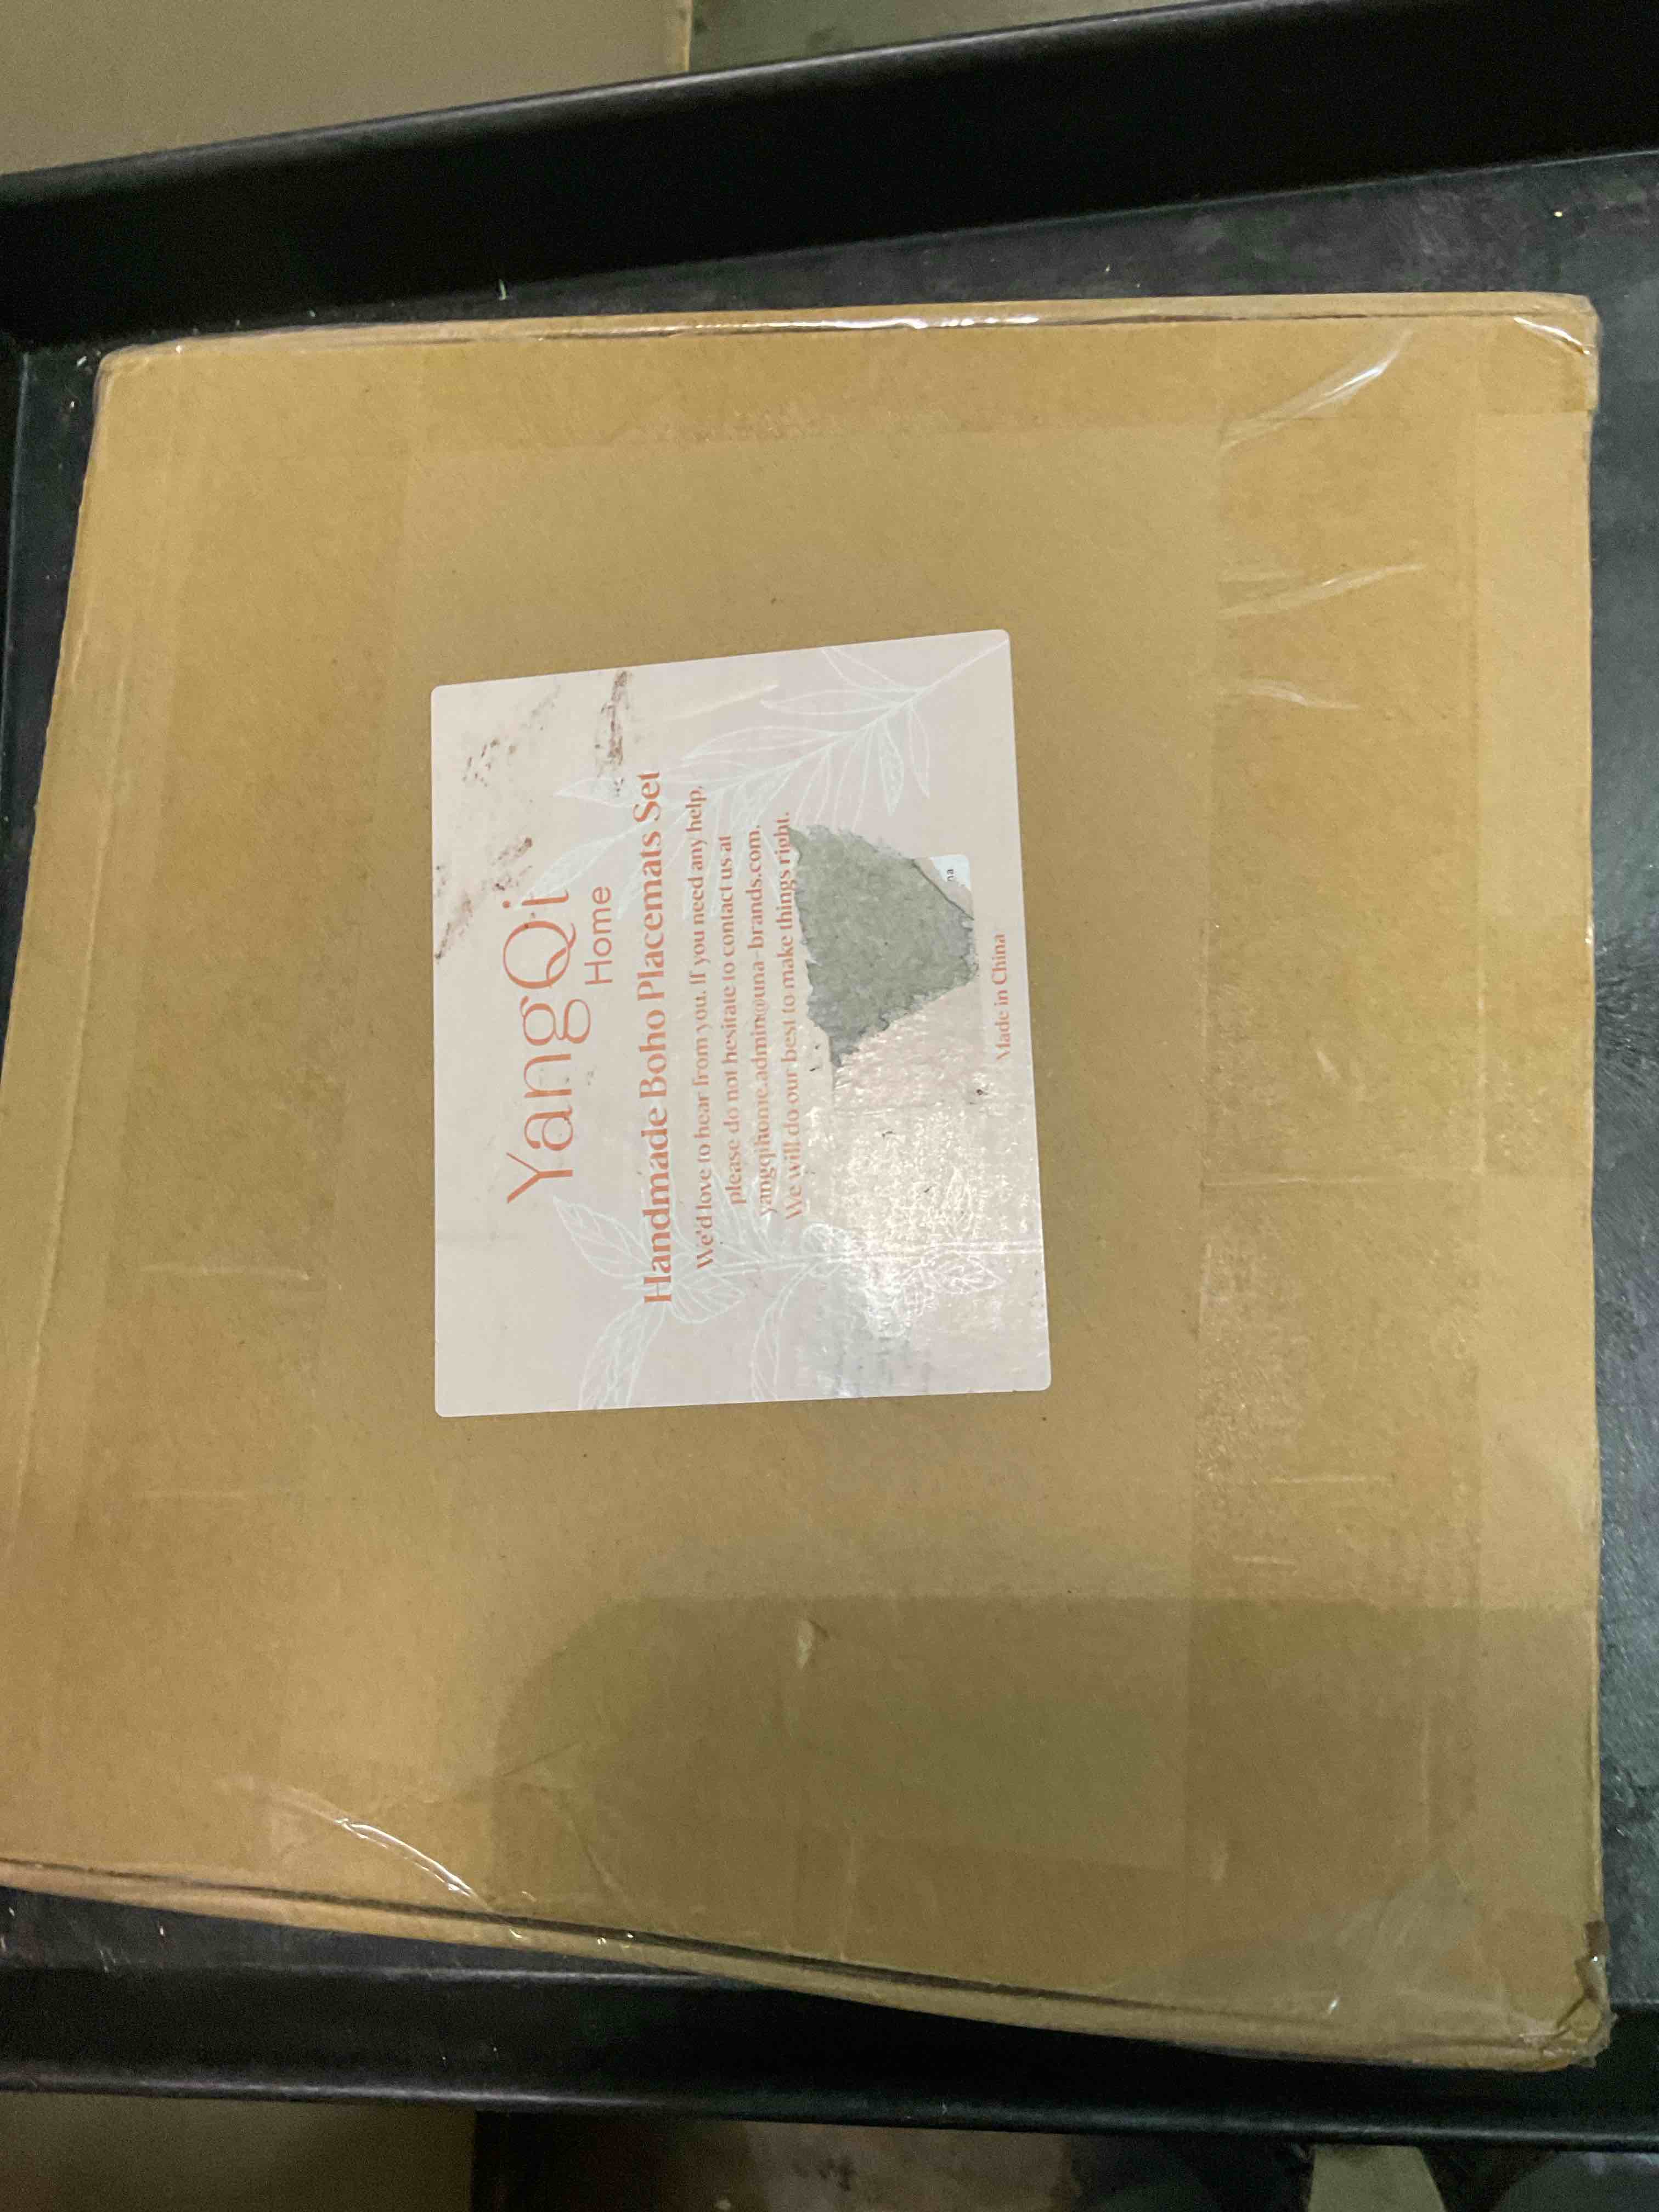 YangQi
Home
Handmade Boho Placemats Set
We'd love to hear from you. If you need any help,
please do not hesitate to contact us at
yangqihome.admin@una-brands.com.
We will do our best to make things right.
na
Made in China